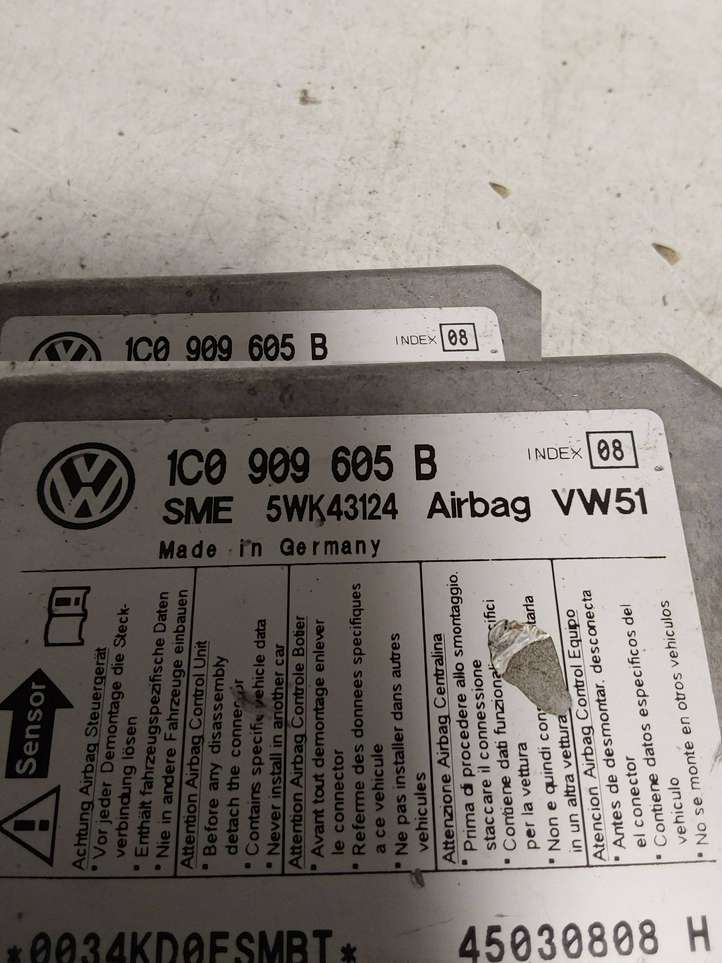 1C0 909 605 B INDEX 08
1C0 909 605 B INDEX 08
SME 5WK43124 Airbag VW51
Made in Germany
Sensor
Achtung Airbag Steuergerät
• Vor jeder Demontage die Steck-
verbindung lösen
• Enthält fahrzeugspezifische Daten
• Nie in andere Fahrzeuge einbauen
Attention Airbag Control Unit
• Before any disassembly
detach the connector
• Contains specific vehicle data
• Never install in another car
Attention Airbag Controle Botier
• Avant tout demontage enlever
le connector
• Referme des donnees specifiques
a ce vehicule
• Ne pas installer dans autres
vehicules
Attenzione Airbag Centralina
• Prima di procedere allo smontaggio.
staccare il connessione
• Contiene dati
per la vettura
• Non e quindi
in un altra vettura
Atencion Airbag Control Equipo
• Antes de desmontar. desconecta
el conector
• Contiene datos especificos del
vehiculo
• No se monte en otros vehiculos
*0034KD0FSMBT* 45030808 H